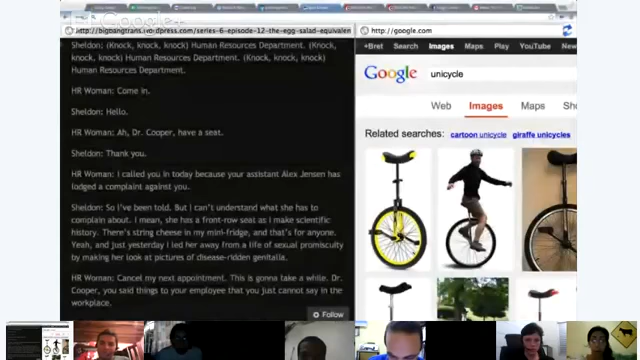 http://bigbangtrans.wordpress.com/series-6-episode-12-the-egg-salad-equivalen
http://google.com
Sheldon: (Knock, knock, knock) Human Resources Department. (Knock,
knock, knock) Human Resources Department. (Knock, knock, knock)
Human Resources Department.
HR Woman: Come in.
Sheldon: Hello.
HR Woman: Ah, Dr. Cooper, have a seat.
Sheldon: Thank you.
HR Woman: I called you in today because your assistant Alex Jensen has
lodged a complaint against you.
Sheldon: So I've been told. But I can't understand what she has to
complain about. I mean, she has a front-row seat as I make scientific
history. There's string cheese in my mini-fridge, and that's for anyone.
Yeah, and just yesterday I led her away from a life of sexual promiscuity
by making her look at pictures of disease-ridden genitalia.
HR Woman: Cancel my next appointment. This is gonna take a while. Dr.
Cooper, you said things to your employee that you just cannot say in the
workplace.
Follow
+Bret Search Images Maps Play YouTube New
Google
unicycle
Web Images Maps Sho
Related searches: cartoon unicycle giraffe unicycles